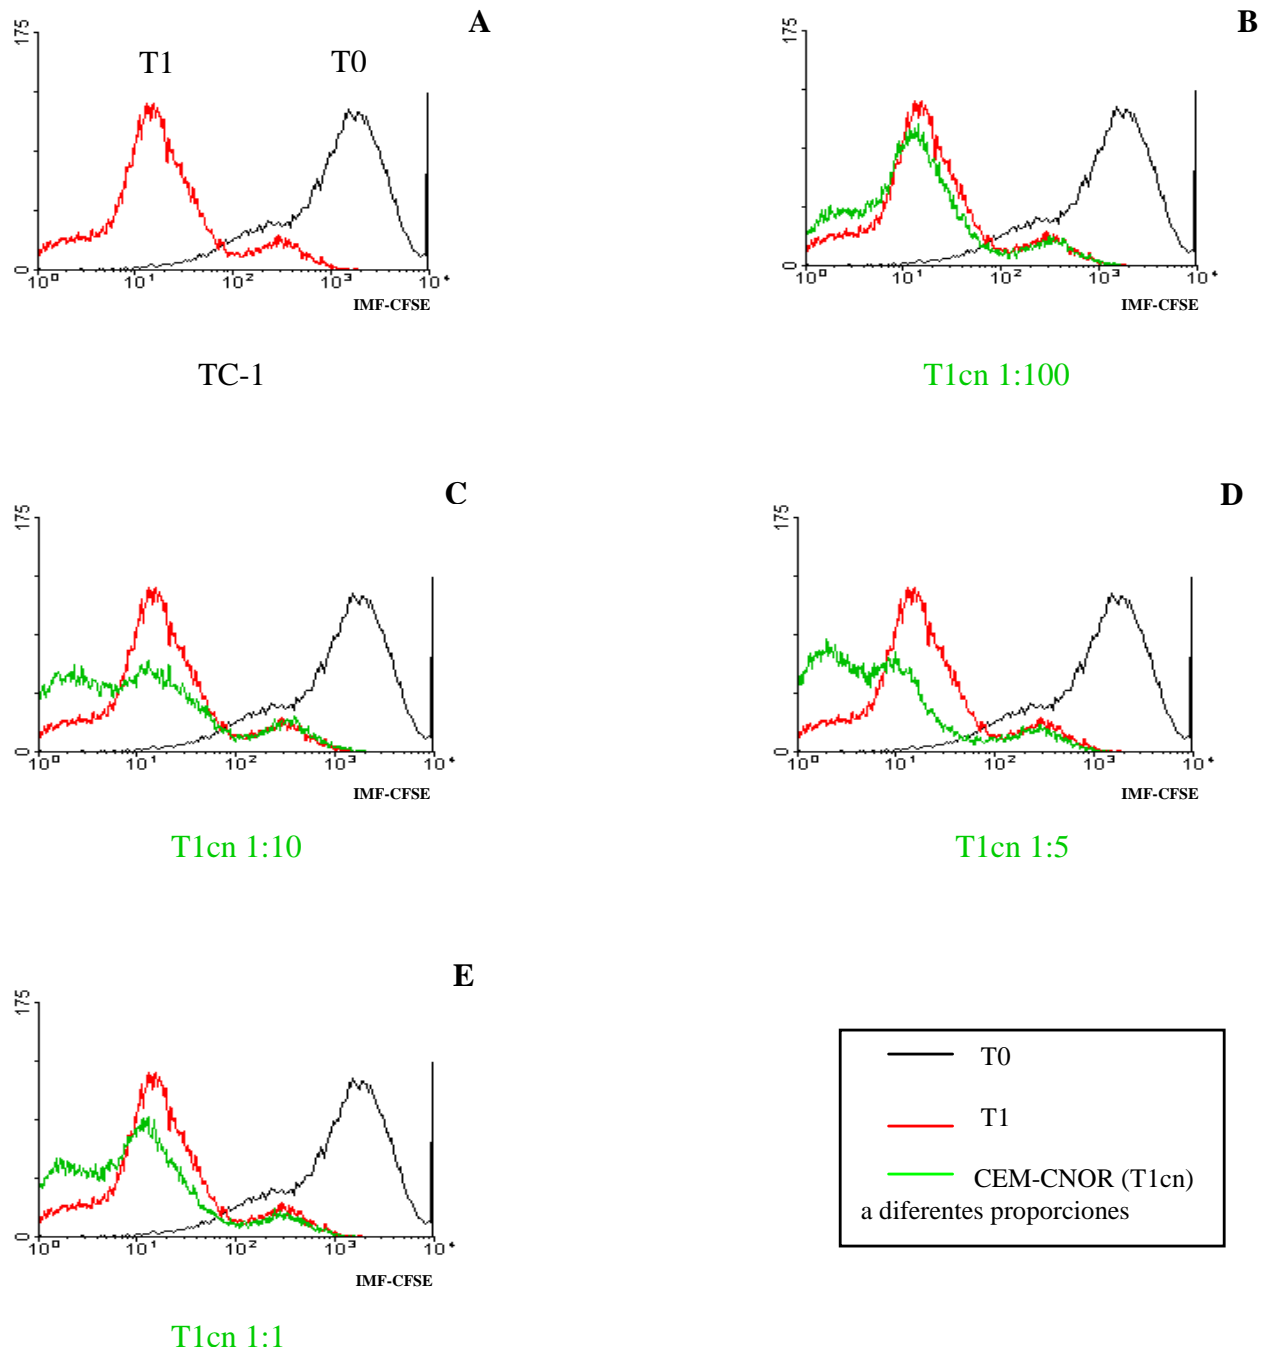 A
175
T1 T0
0
10⁰ 10¹ 10² 10³ 10⁴
IMF-CFSE
TC-1
B
175
0
10⁰ 10¹ 10² 10³ 10⁴
IMF-CFSE
T1cn 1:100
C
175
0
10⁰ 10¹ 10² 10³ 10⁴
IMF-CFSE
T1cn 1:10
D
175
0
10⁰ 10¹ 10² 10³ 10⁴
IMF-CFSE
T1cn 1:5
E
175
0
10⁰ 10¹ 10² 10³ 10⁴
IMF-CFSE
T1cn 1:1
T0
T1
CEM-CNOR (T1cn)
a diferentes proporciones